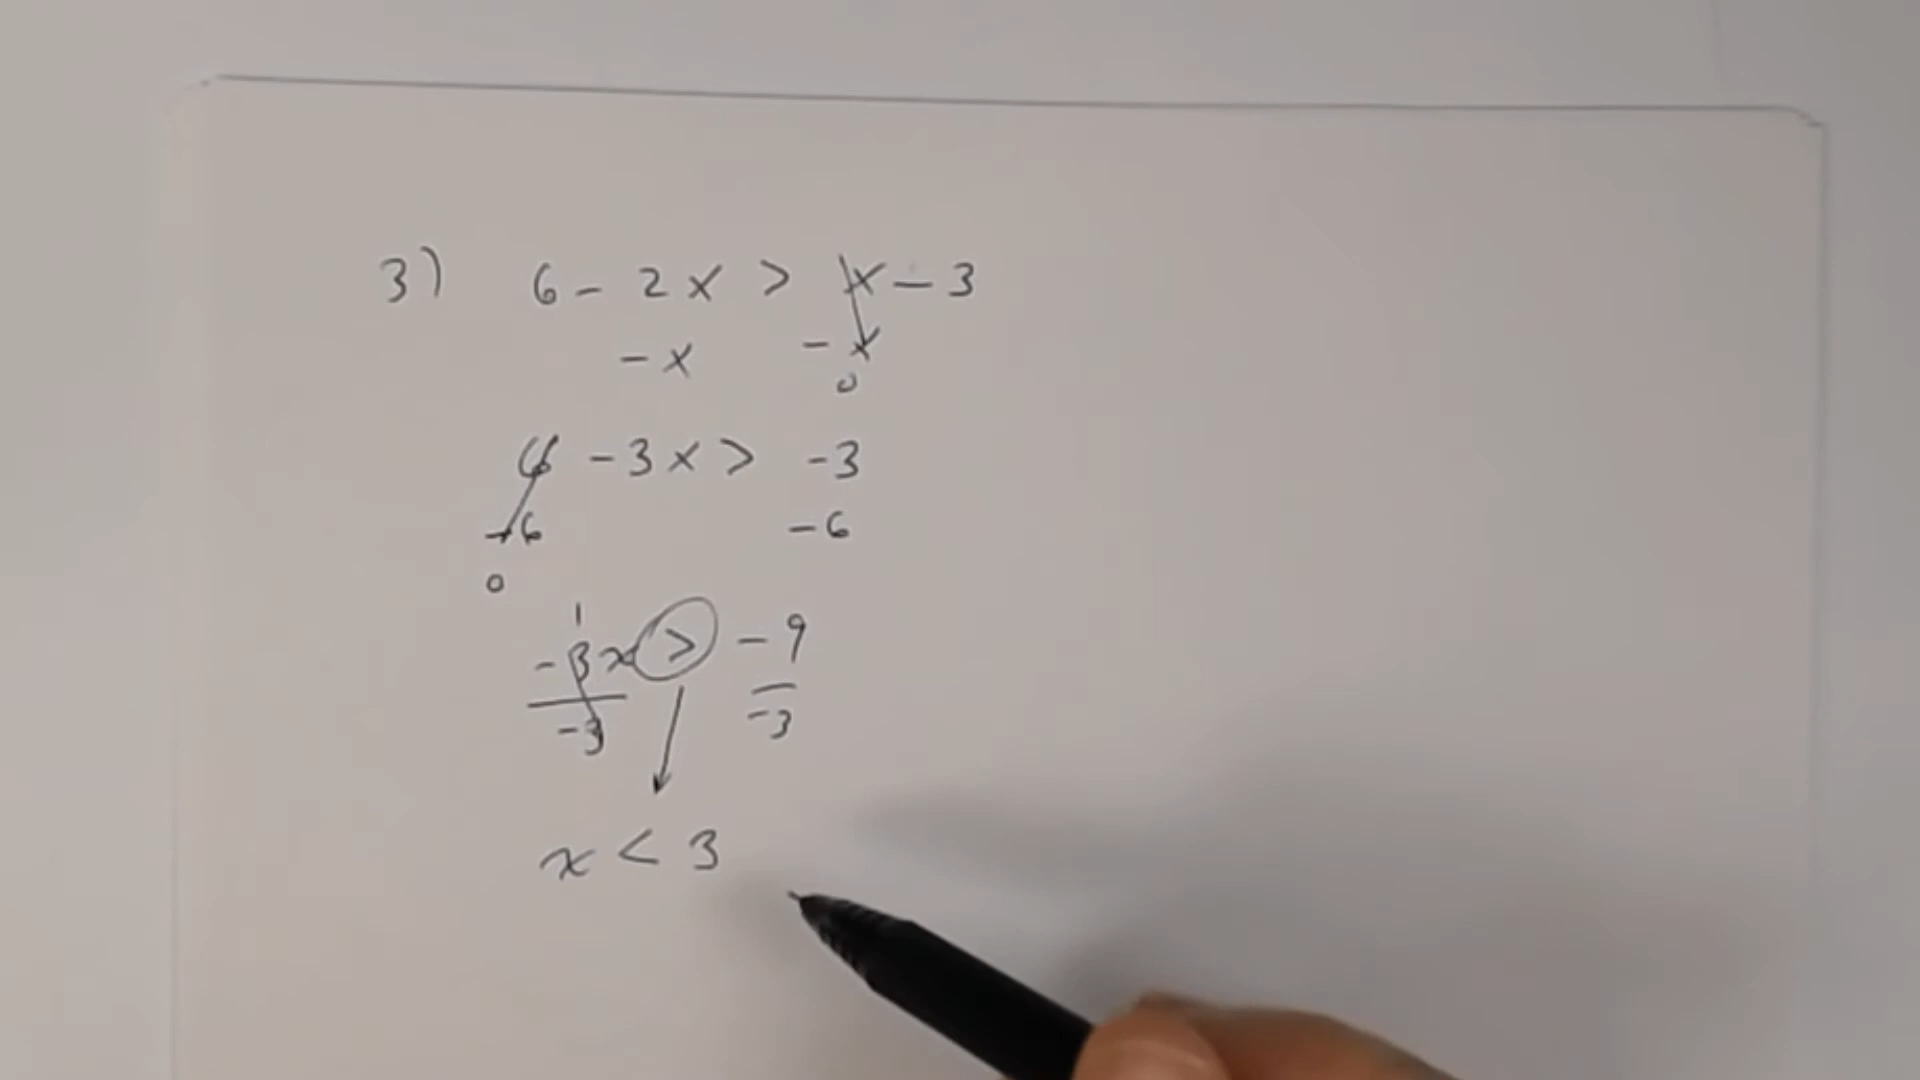 3) 6 - 2x > x - 3
- x - x
0
6 - 3x > -3
- 6 - 6
0
1
-3x > -9
-3 -3
x < 3